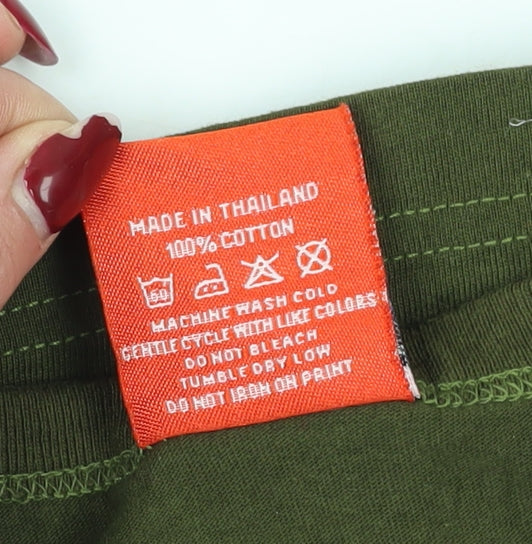 MADE IN THAILAND
100% COTTON
60
MACHINE WASH COLD
GENTLE CYCLE WITH LIKE COLORS
DO NOT BLEACH
TUMBLE DRY LOW
DO NOT IRON ON PRINT